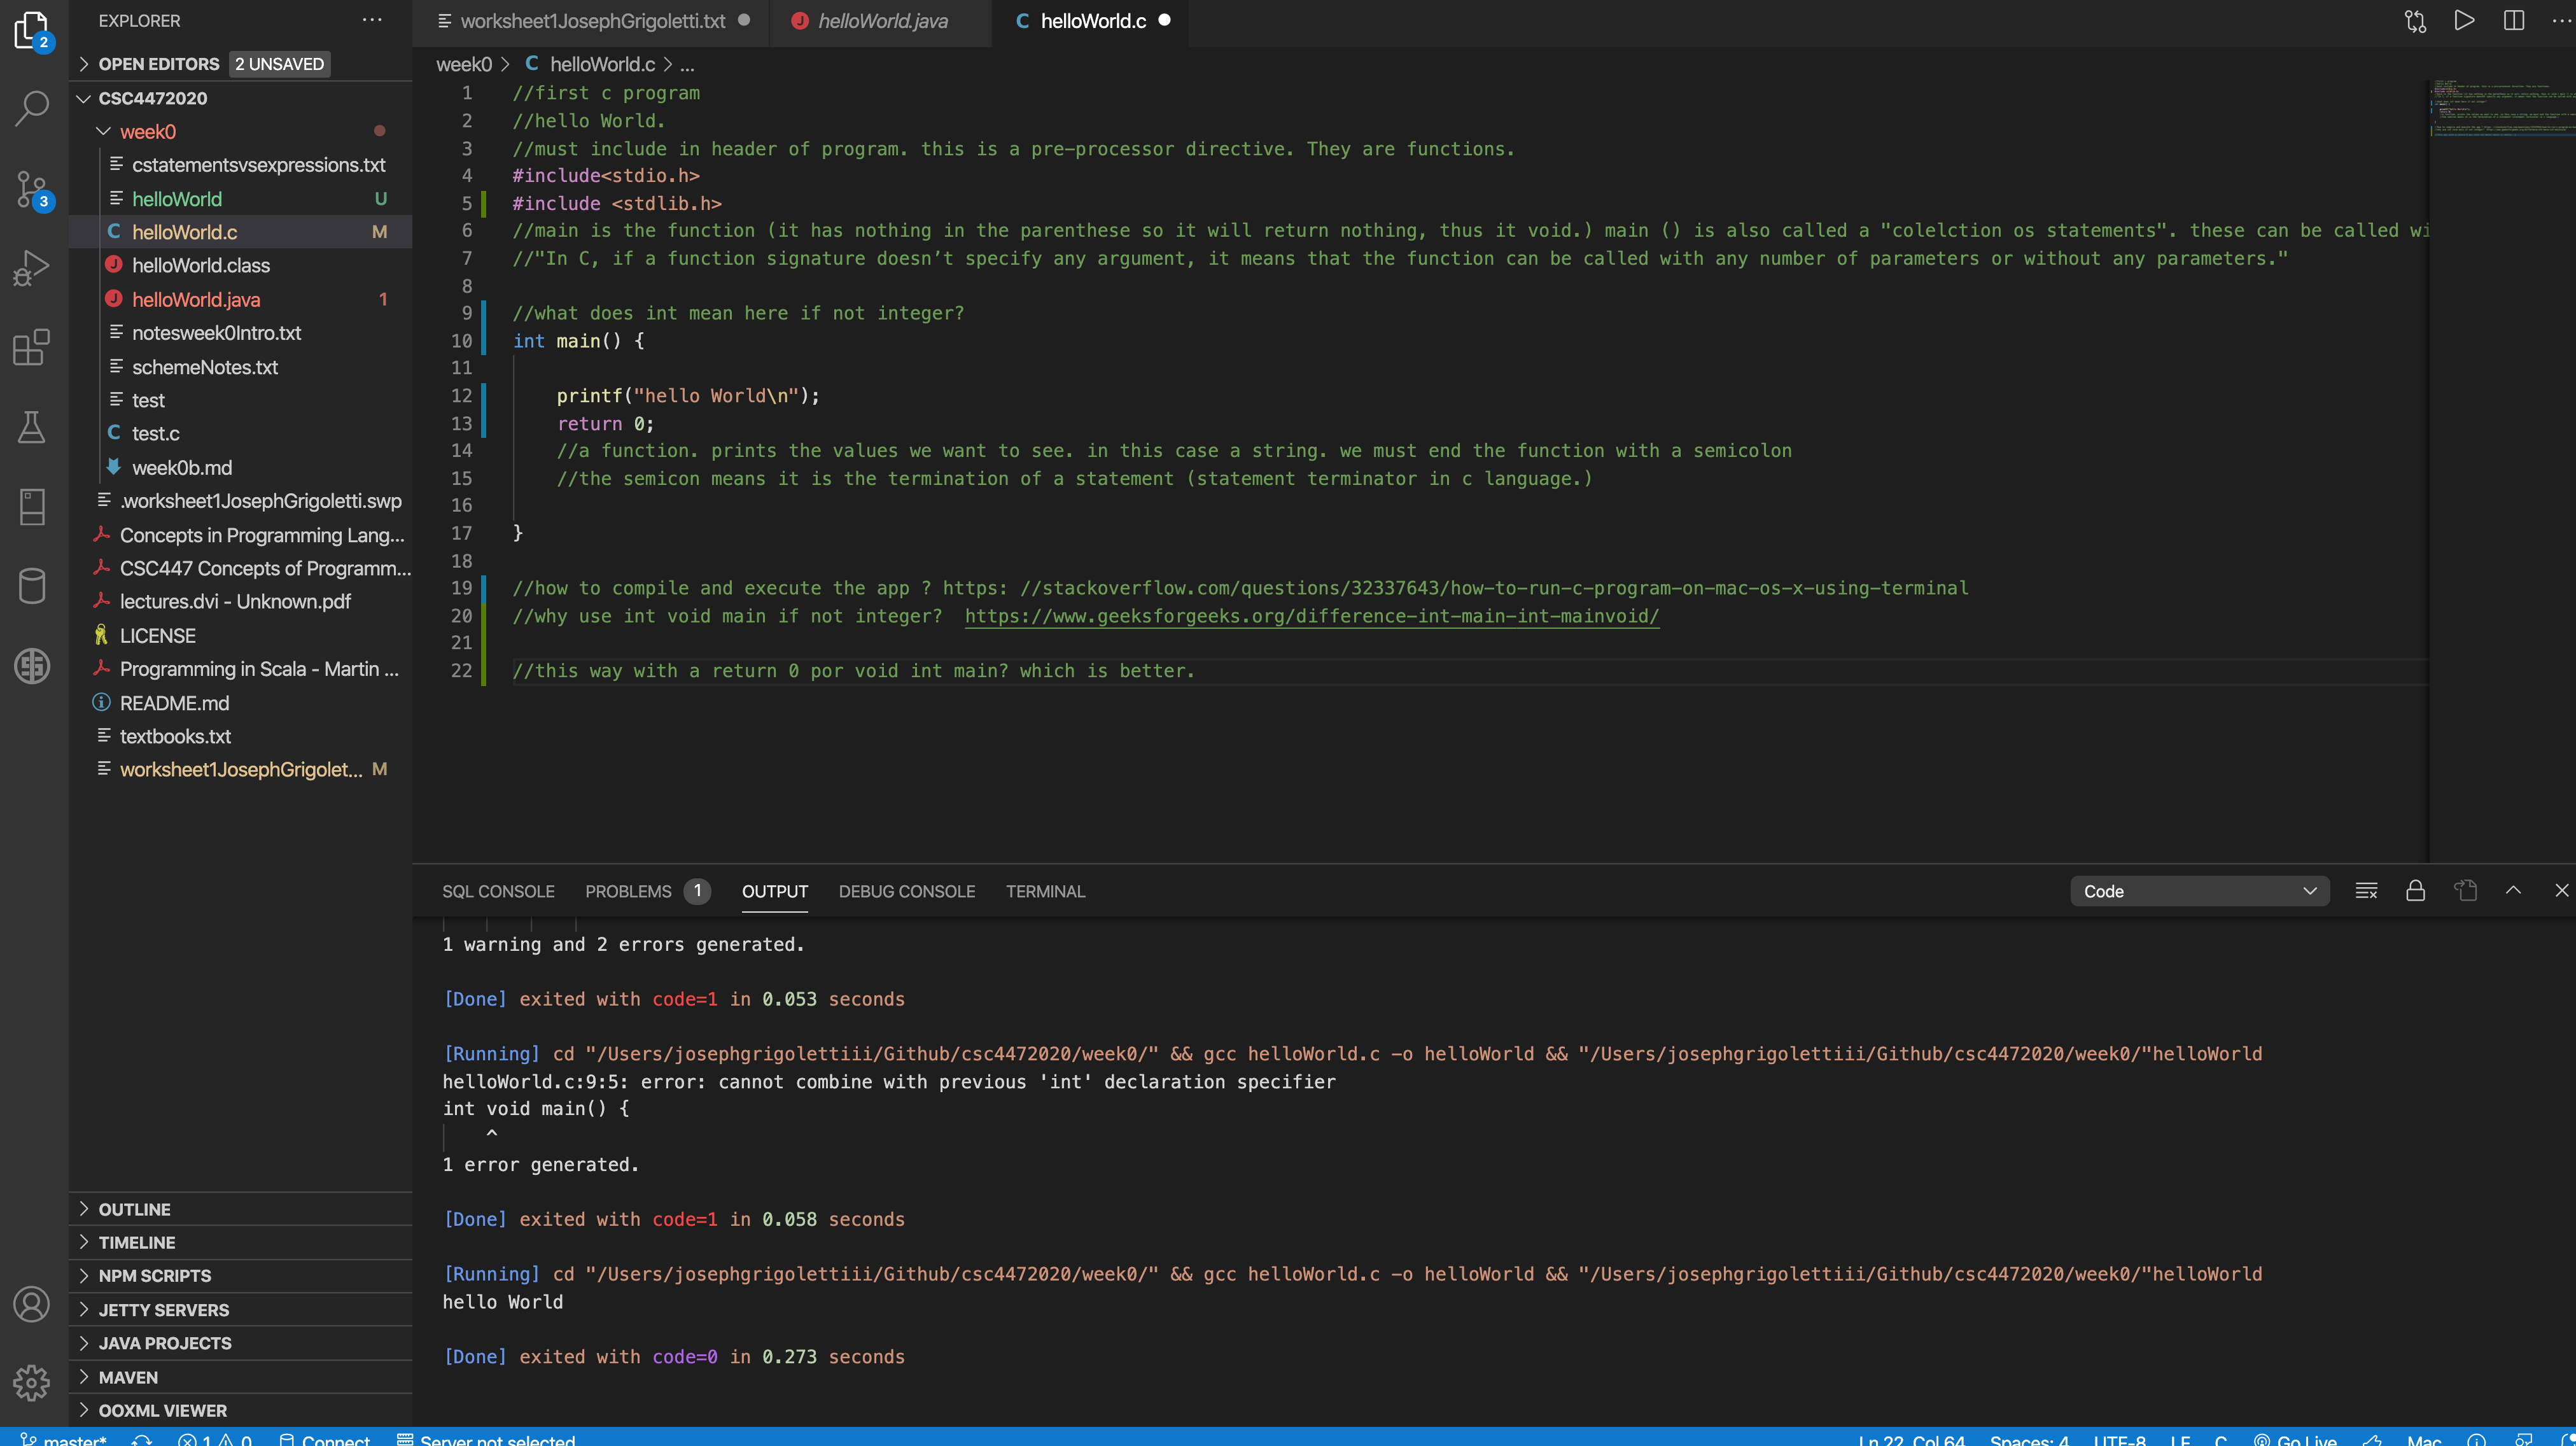 EXPLORER
OPEN EDITORS 2 UNSAVED
CSC4472020
week0
cstatementsvsexpressions.txt
helloWorld U
helloWorld.c M
helloWorld.class
helloWorld.java 1
notesweek0Intro.txt
schemeNotes.txt
test
test.c
week0b.md
.worksheet1JosephGrigoletti.swp
Concepts in Programming Lang...
CSC447 Concepts of Programm...
lectures.dvi - Unknown.pdf
LICENSE
Programming in Scala - Martin ...
README.md
textbooks.txt
worksheet1JosephGrigolet... M
OUTLINE
TIMELINE
NPM SCRIPTS
JETTY SERVERS
JAVA PROJECTS
MAVEN
OOXML VIEWER
2
3
worksheet1JosephGrigoletti.txt helloWorld.java helloWorld.c
week0 > C helloWorld.c > ...
1 //first c program
2 //hello World.
3 //must include in header of program. this is a pre-processor directive. They are functions.
4 #include<stdio.h>
5 #include <stdlib.h>
6 //main is the function (it has nothing in the parenthese so it will return nothing, thus it void.) main () is also called a "colelction os statements". these can be called wi
7 //"In C, if a function signature doesn’t specify any argument, it means that the function can be called with any number of parameters or without any parameters."
8
9 //what does int mean here if not integer?
10 int main() {
11
12 printf("hello World\n");
13 return 0;
14 //a function. prints the values we want to see. in this case a string. we must end the function with a semicolon
15 //the semicon means it is the termination of a statement (statement terminator in c language.)
16
17 }
18
19 //how to compile and execute the app ? https: //stackoverflow.com/questions/32337643/how-to-run-c-program-on-mac-os-x-using-terminal
20 //why use int void main if not integer?  https://www.geeksforgeeks.org/difference-int-main-int-mainvoid/
21
22 //this way with a return 0 por void int main? which is better.
SQL CONSOLE PROBLEMS 1 OUTPUT DEBUG CONSOLE TERMINAL Code
1 warning and 2 errors generated.
[Done] exited with code=1 in 0.053 seconds
[Running] cd "/Users/josephgrigolettiii/Github/csc4472020/week0/" && gcc helloWorld.c -o helloWorld && "/Users/josephgrigolettiii/Github/csc4472020/week0/"helloWorld
helloWorld.c:9:5: error: cannot combine with previous 'int' declaration specifier
int void main() {
^
1 error generated.
[Done] exited with code=1 in 0.058 seconds
[Running] cd "/Users/josephgrigolettiii/Github/csc4472020/week0/" && gcc helloWorld.c -o helloWorld && "/Users/josephgrigolettiii/Github/csc4472020/week0/"helloWorld
hello World
[Done] exited with code=0 in 0.273 seconds
master* 1 0 Connect Server not selected Ln 22, Col 64 Spaces: 4 UTF-8 LF C Go Live Mac